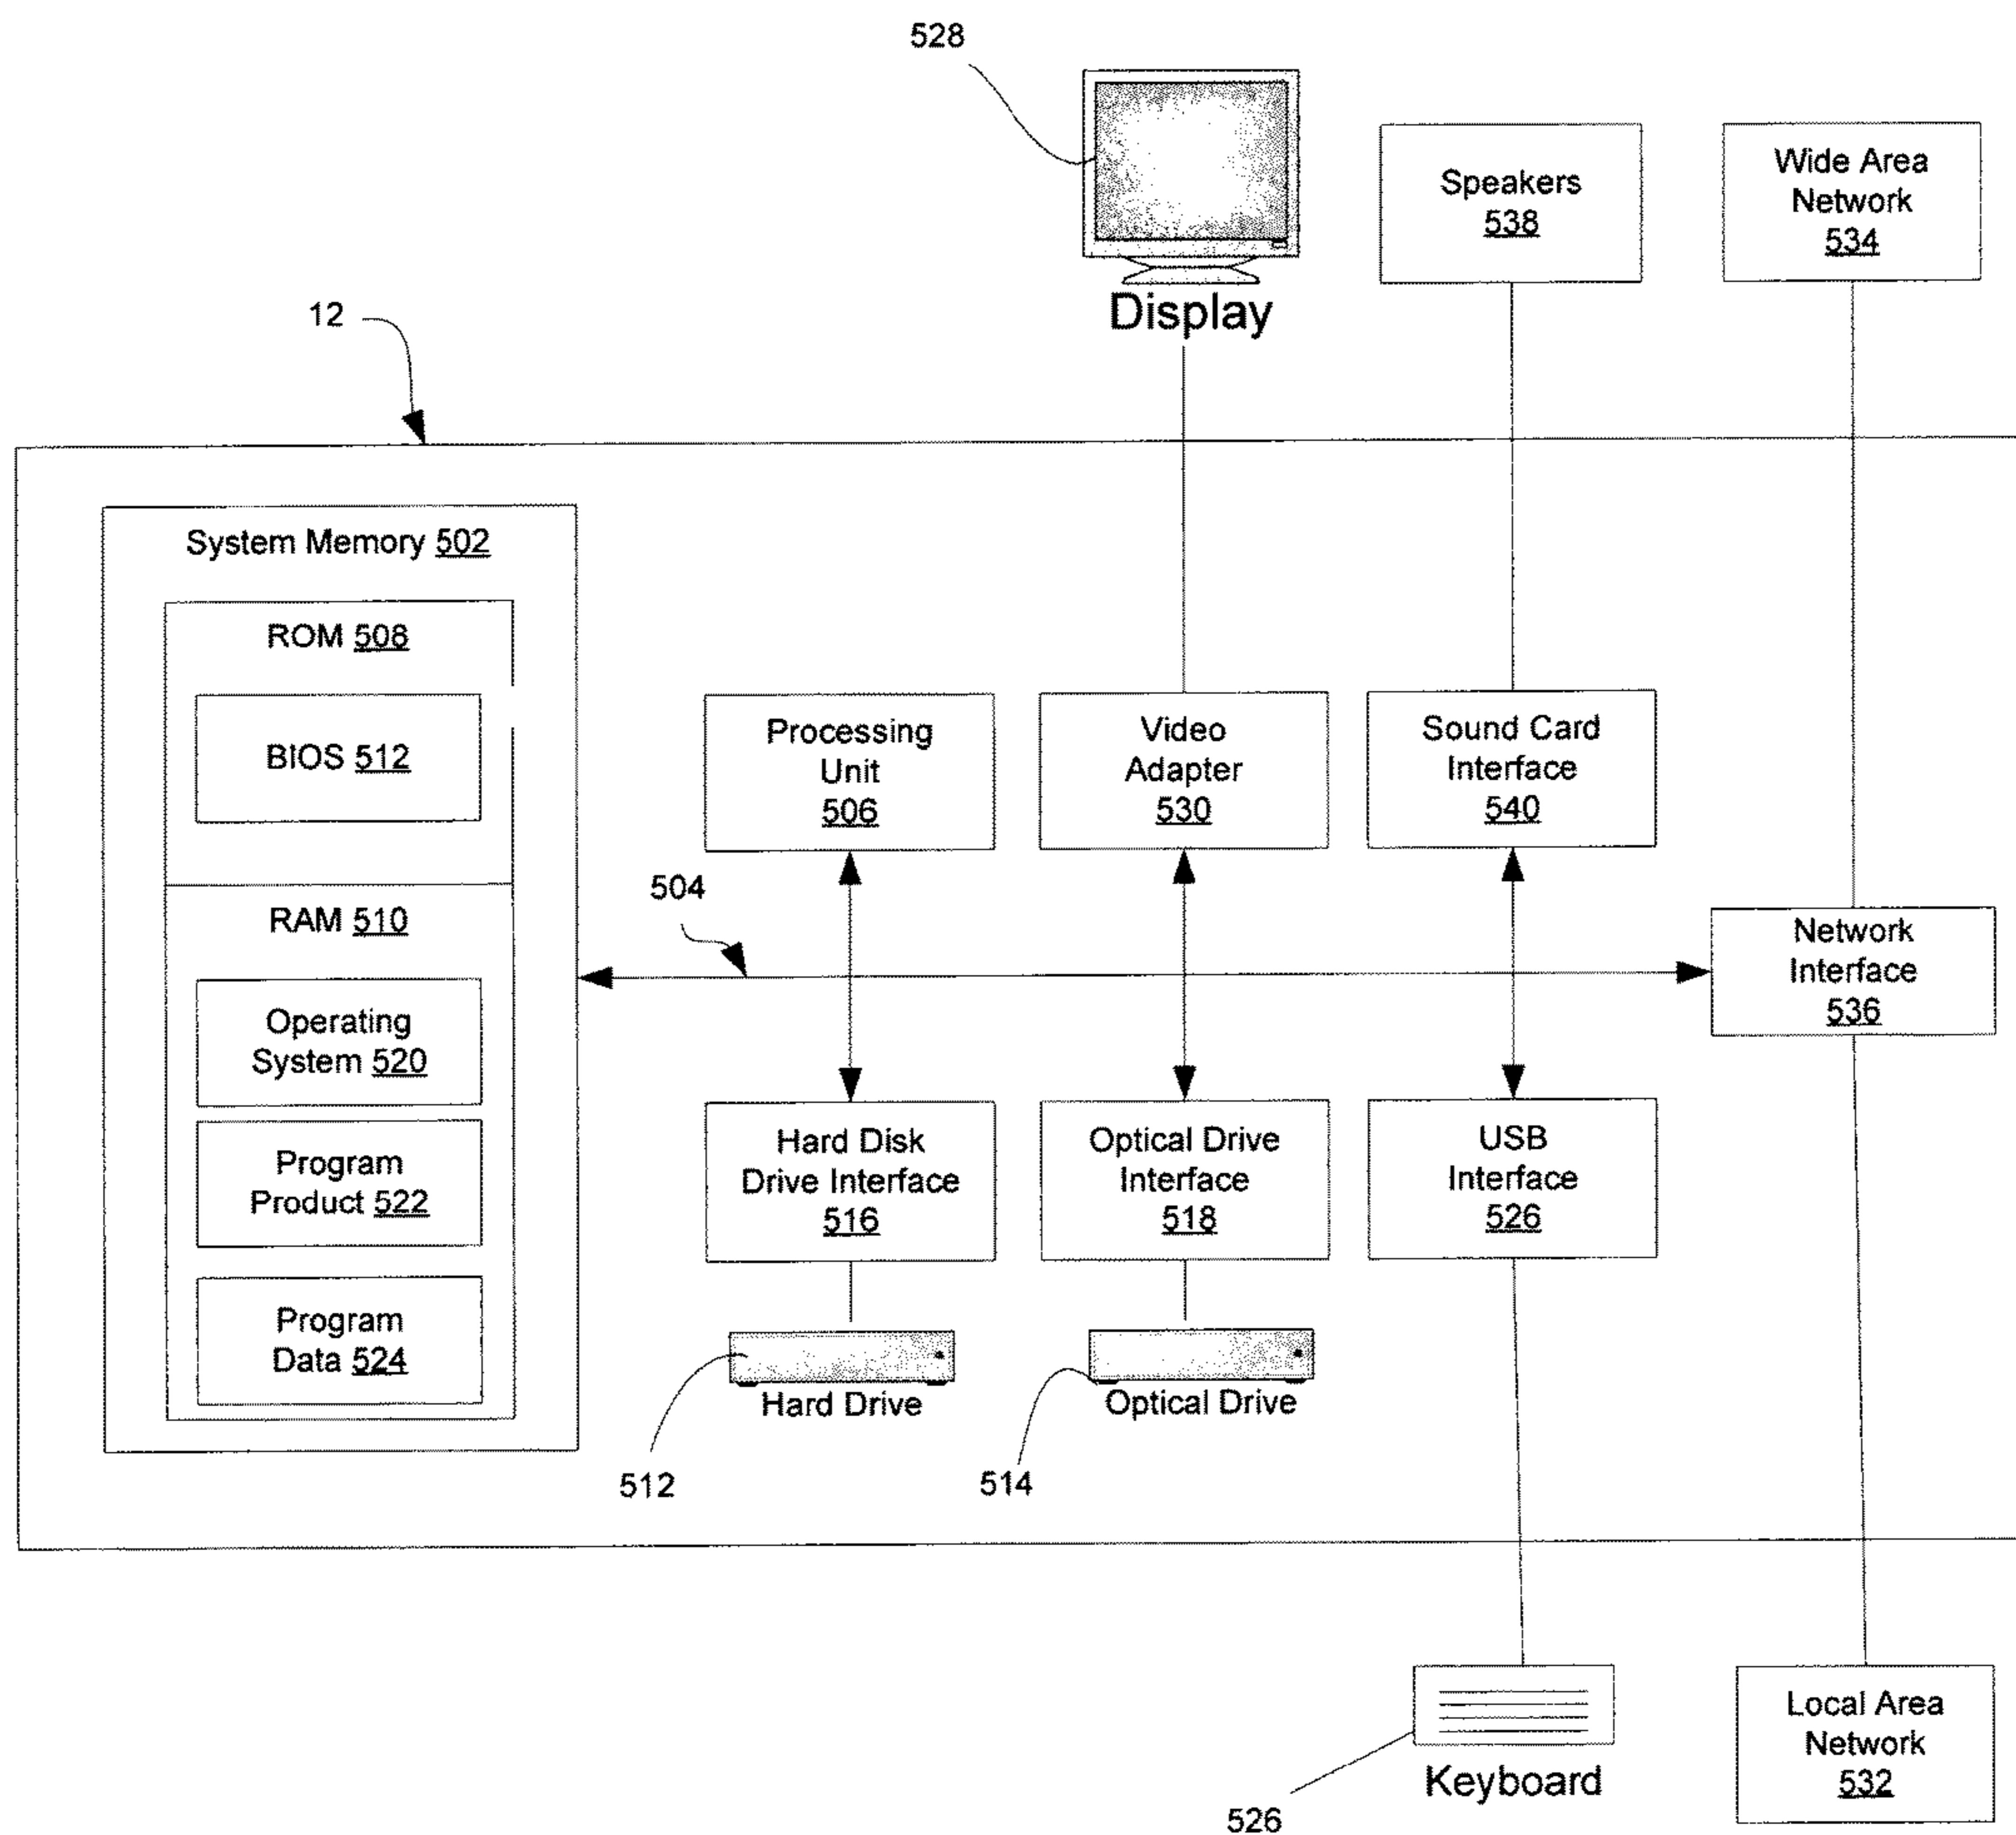 528
Display
Speakers
538
Wide Area
Network
534
12
System Memory 502
ROM 508
BIOS 512
RAM 510
Operating
System 520
Program
Product 522
Program
Data 524
Processing
Unit
506
Video
Adapter
530
Sound Card
Interface
540
504
Network
Interface
536
Hard Disk
Drive Interface
516
Optical Drive
Interface
518
USB
Interface
526
Hard Drive
512
Optical Drive
514
Keyboard
526
Local Area
Network
532